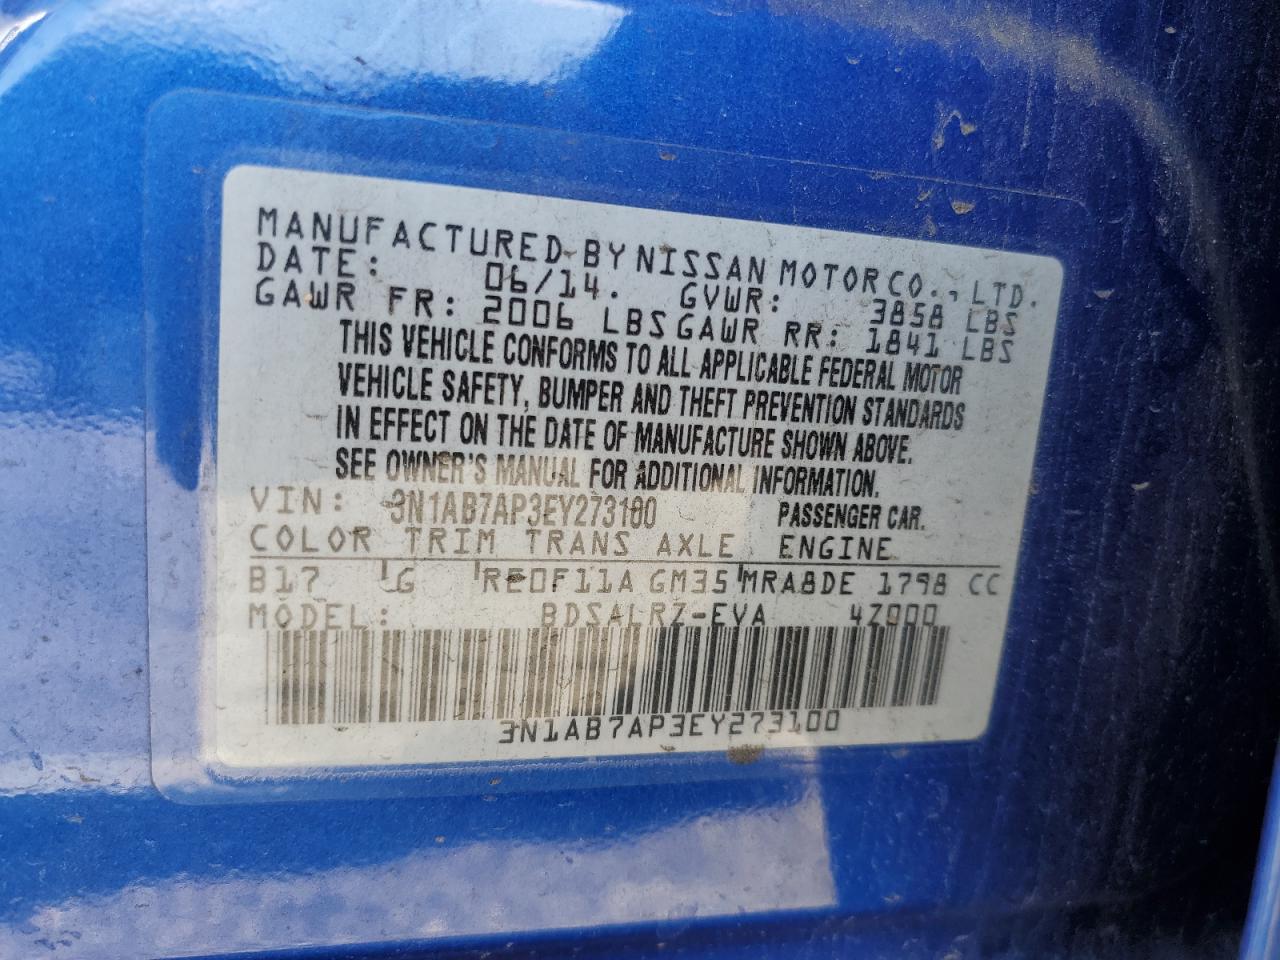 MANUFACTURED BY NISSAN MOTOR CO., LTD.
DATE: 06/14. GVWR: 3858 LBS
GAWR FR: 2006 LBS GAWR RR: 1841 LBS
THIS VEHICLE CONFORMS TO ALL APPLICABLE FEDERAL MOTOR
VEHICLE SAFETY, BUMPER AND THEFT PREVENTION STANDARDS
IN EFFECT ON THE DATE OF MANUFACTURE SHOWN ABOVE.
SEE OWNER'S MANUAL FOR ADDITIONAL INFORMATION.
VIN: 3N1AB7AP3EY273100 PASSENGER CAR.
COLOR TRIM TRANS AXLE ENGINE
B17 G RE0F11A GM35 MRA8DE 1798 CC
MODEL: BDSALRZ-EVA 4Z000
3N1AB7AP3EY273100